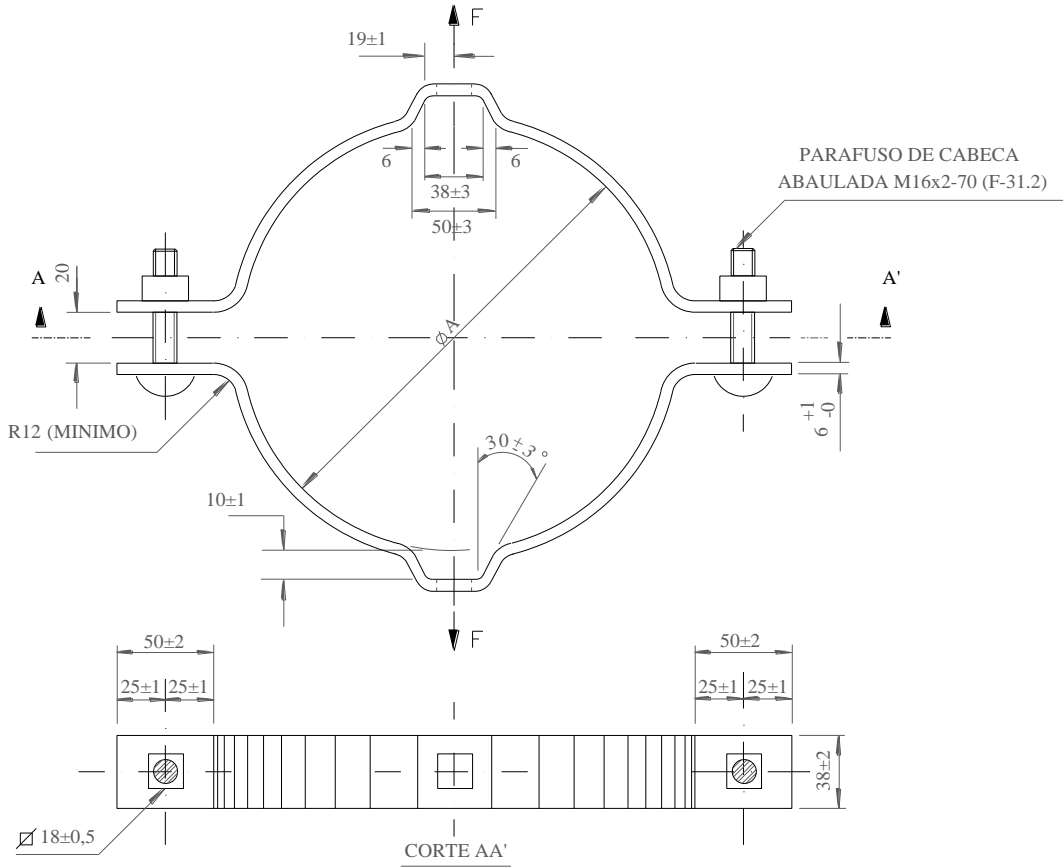 F
19±1
6
6
38±3
50±3
PARAFUSO DE CABECA
ABAULADA M16x2-70 (F-31.2)
A
20
A'
ϕA
R12 (MINIMO)
6 +1 -0
30±3°
10±1
F
50±2
50±2
25±1
25±1
25±1
25±1
38±2
18±0,5
CORTE AA'